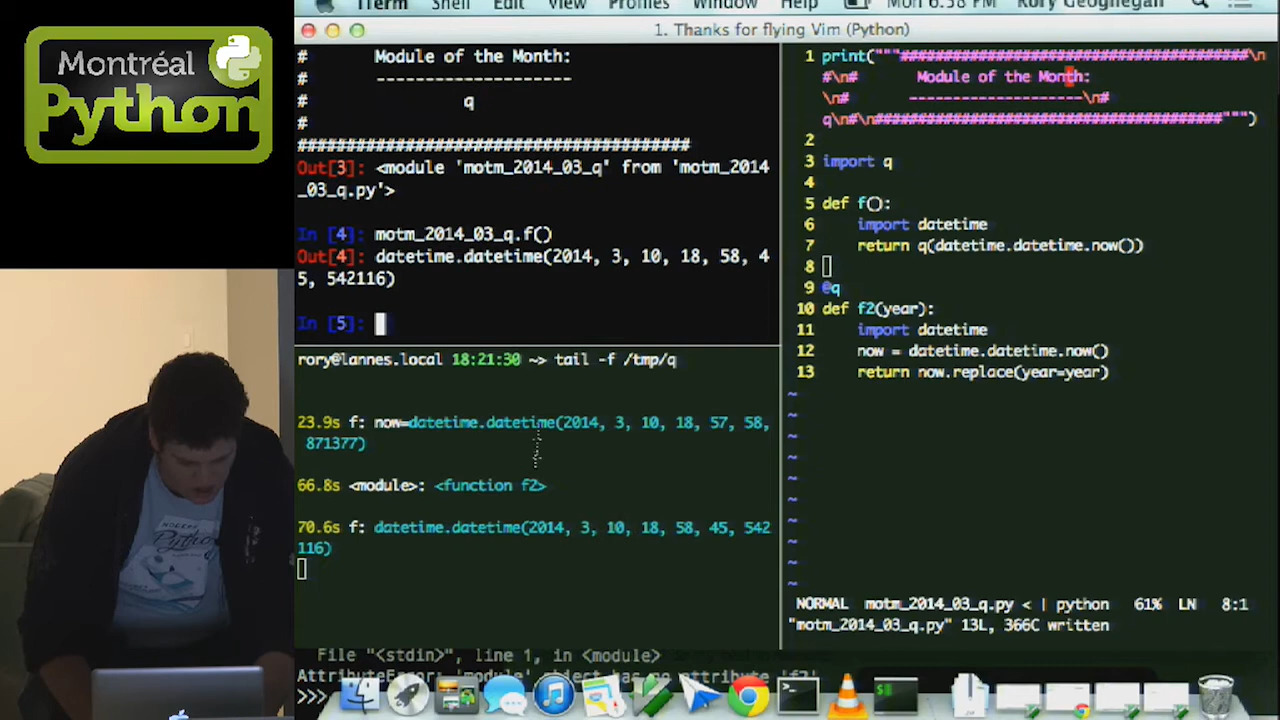 Montréal
Python
iTerm Shell Edit View Profiles Window Help Mon 6:58 PM Rory Geoghegan
1. Thanks for flying Vim (Python)
# Module of the Month:
# --------------------
# q
#
########################################
Out[3]: <module 'motm_2014_03_q' from 'motm_2014
_03_q.py'>
In [4]: motm_2014_03_q.f()
Out[4]: datetime.datetime(2014, 3, 10, 18, 58, 4
5, 542116)
In [5]:
rory@lannes.local 18:21:30 ~> tail -f /tmp/q
23.9s f: now=datetime.datetime(2014, 3, 10, 18, 57, 58,
871377)
66.8s <module>: <function f2>
70.6s f: datetime.datetime(2014, 3, 10, 18, 58, 45, 542
116)
File "<stdin>", line 1, in <module>
AttributeError: 'module' object has no attribute 'f2'
>>>
1 print("""########################################\n
#\n# Module of the Month:
\n# --------------------\n#
q\n#\n########################################""")
2
3 import q
4
5 def f():
6 import datetime
7 return q(datetime.datetime.now())
8
9 @q
10 def f2(year):
11 import datetime
12 now = datetime.datetime.now()
13 return now.replace(year=year)
~
~
~
~
~
~
~
~
~
~
NORMAL motm_2014_03_q.py < | python 61% LN 8:1
"motm_2014_03_q.py" 13L, 366C written